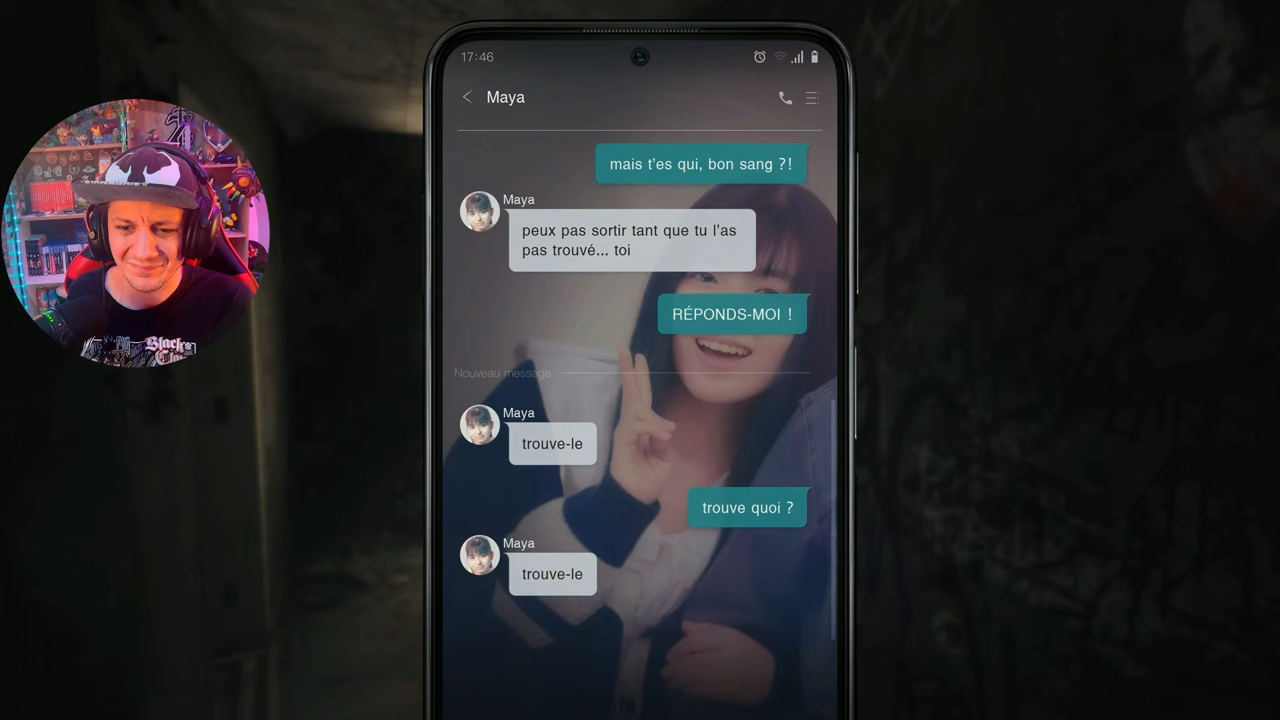 17:46
Maya
mais t'es qui, bon sang ?!
Maya
peux pas sortir tant que tu l'as
pas trouvé... toi
RÉPONDS-MOI !
Nouveau message
Maya
trouve-le
trouve quoi ?
Maya
trouve-le
Black